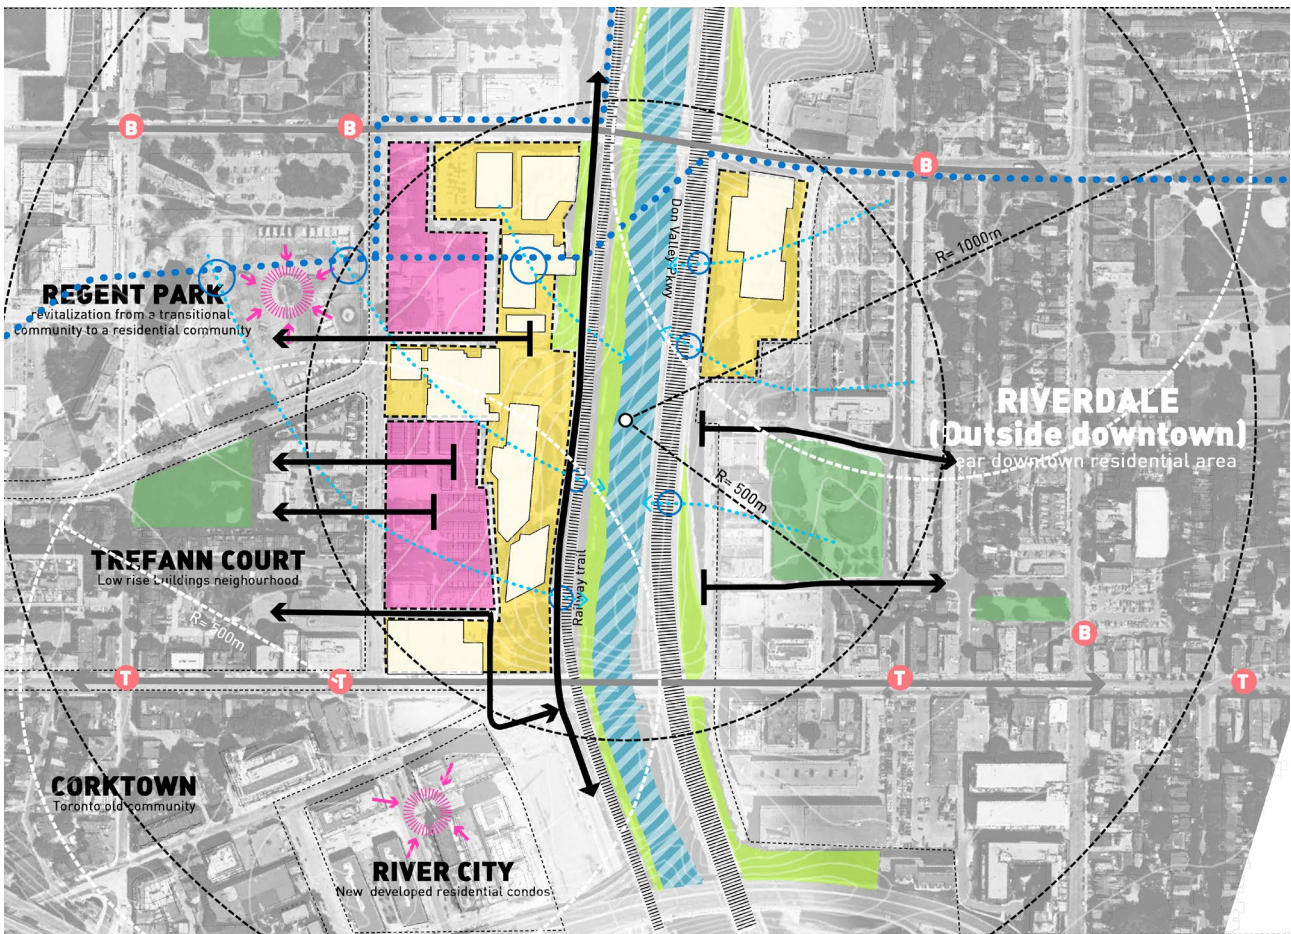 B
B
B
Don Valley Pkwy
R= 1000m
REGENT PARK
revitalization from a transitional
community to a residential community
RIVERDALE
(Outside downtown)
ear downtown residential area
R= 500m
TREFANN COURT
Low rise buildings neighourhood
Railway trail
R= 500m
B
T
T
T
T
CORKTOWN
Toronto old community
RIVER CITY
New developed residential condos